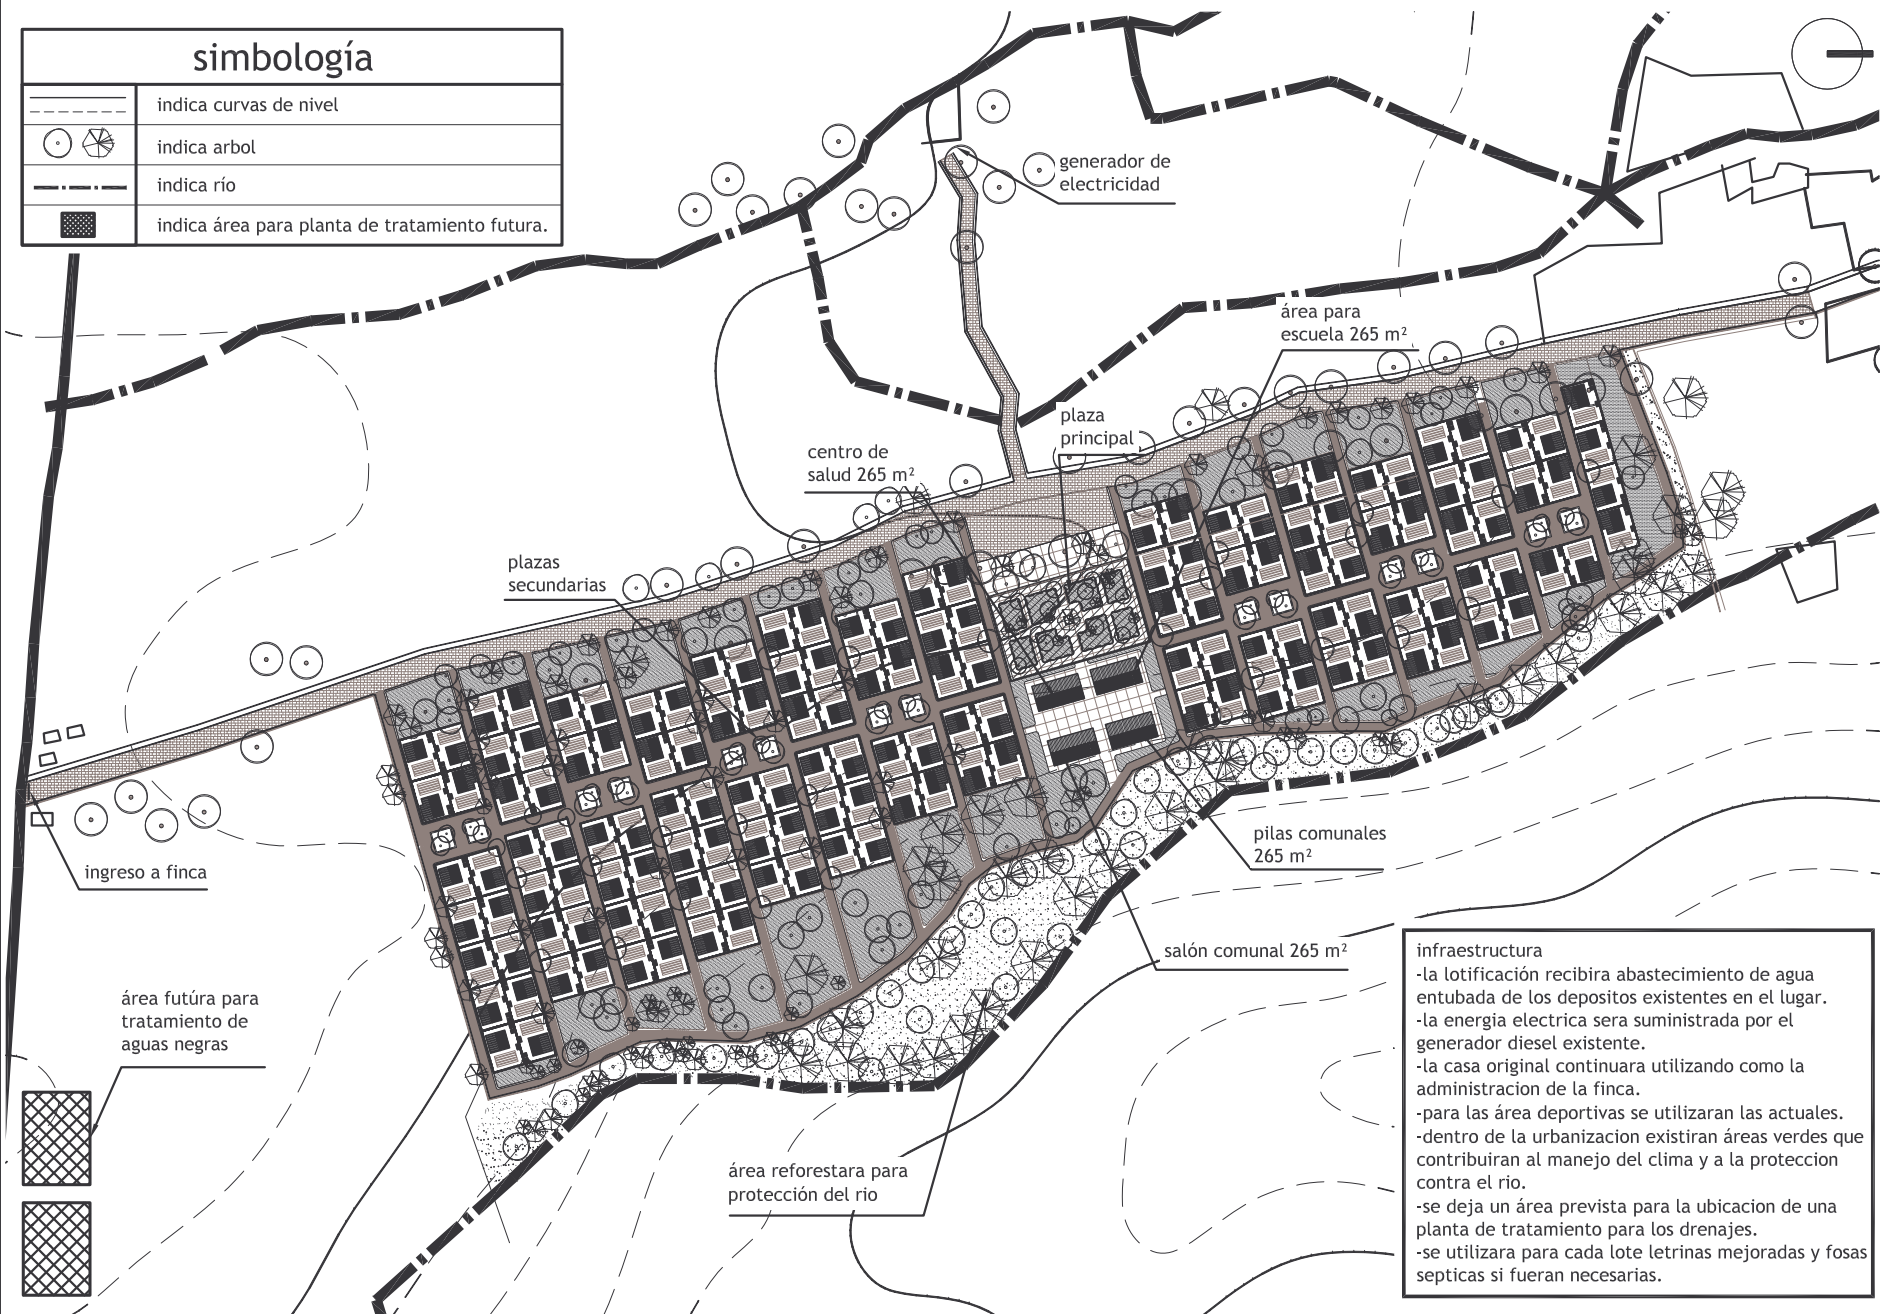 simbología
indica curvas de nivel
indica arbol
indica río
indica área para planta de tratamiento futura.
generador de
electricidad
área para
escuela 265 m²
plaza
principal
centro de
salud 265 m²
plazas
secundarias
ingreso a finca
pilas comunales
265 m²
salón comunal 265 m²
área futúra para
tratamiento de
aguas negras
área reforestara para
protección del rio
infraestructura
-la lotificación recibira abastecimiento de agua
entubada de los depositos existentes en el lugar.
-la energia electrica sera suministrada por el
generador diesel existente.
-la casa original continuara utilizando como la
administracion de la finca.
-para las área deportivas se utilizaran las actuales.
-dentro de la urbanizacion existiran áreas verdes que
contribuiran al manejo del clima y a la proteccion
contra el rio.
-se deja un área prevista para la ubicacion de una
planta de tratamiento para los drenajes.
-se utilizara para cada lote letrinas mejoradas y fosas
septicas si fueran necesarias.